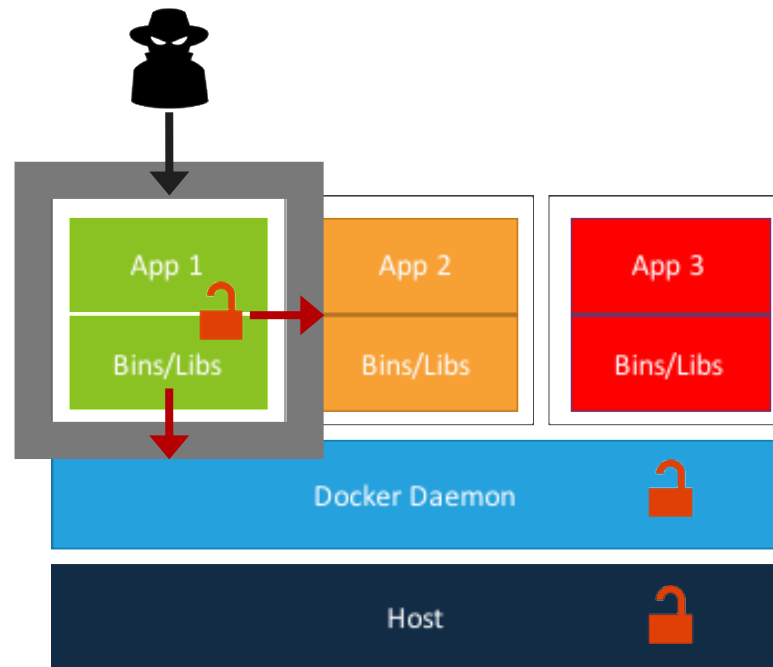 App 1
App 2
App 3
Bins/Libs
Bins/Libs
Bins/Libs
Docker Daemon
Host